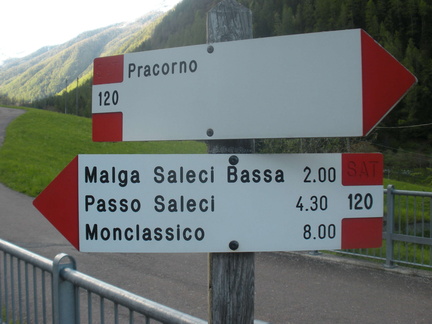 Pracorno
120
SAT
Malga Saleci Bassa 2.00
Passo Saleci 4.30 120
Monclassico 8.00